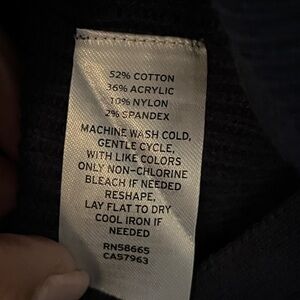 52% COTTON
36% ACRYLIC
10% NYLON
2% SPANDEX
MACHINE WASH COLD,
GENTLE CYCLE,
WITH LIKE COLORS
ONLY NON-CHLORINE
BLEACH IF NEEDED
RESHAPE,
LAY FLAT TO DRY
COOL IRON IF
NEEDED
RN58665
CA57963